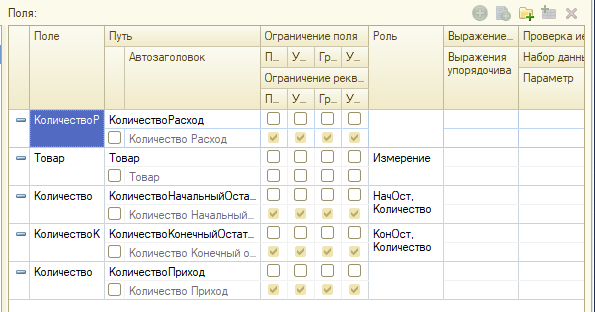 Поля:
Поле Путь Ограничение поля Роль Выражение... Проверка ие
Автозаголовок П... У... Гр... У... Выражения упорядочива Набор данны
Ограничение рекв... Параметр
П... У... Гр... У...
КоличествоР КоличествоРасход
Количество Расход
Товар Товар Измерение
Товар
Количество КоличествоНачальныйОста... НачОст, Количество
Количество Начальный...
КоличествоК КоличествоКонечныйОстат... КонОст, Количество
Количество Конечный о...
Количество КоличествоПриход
Количество Приход